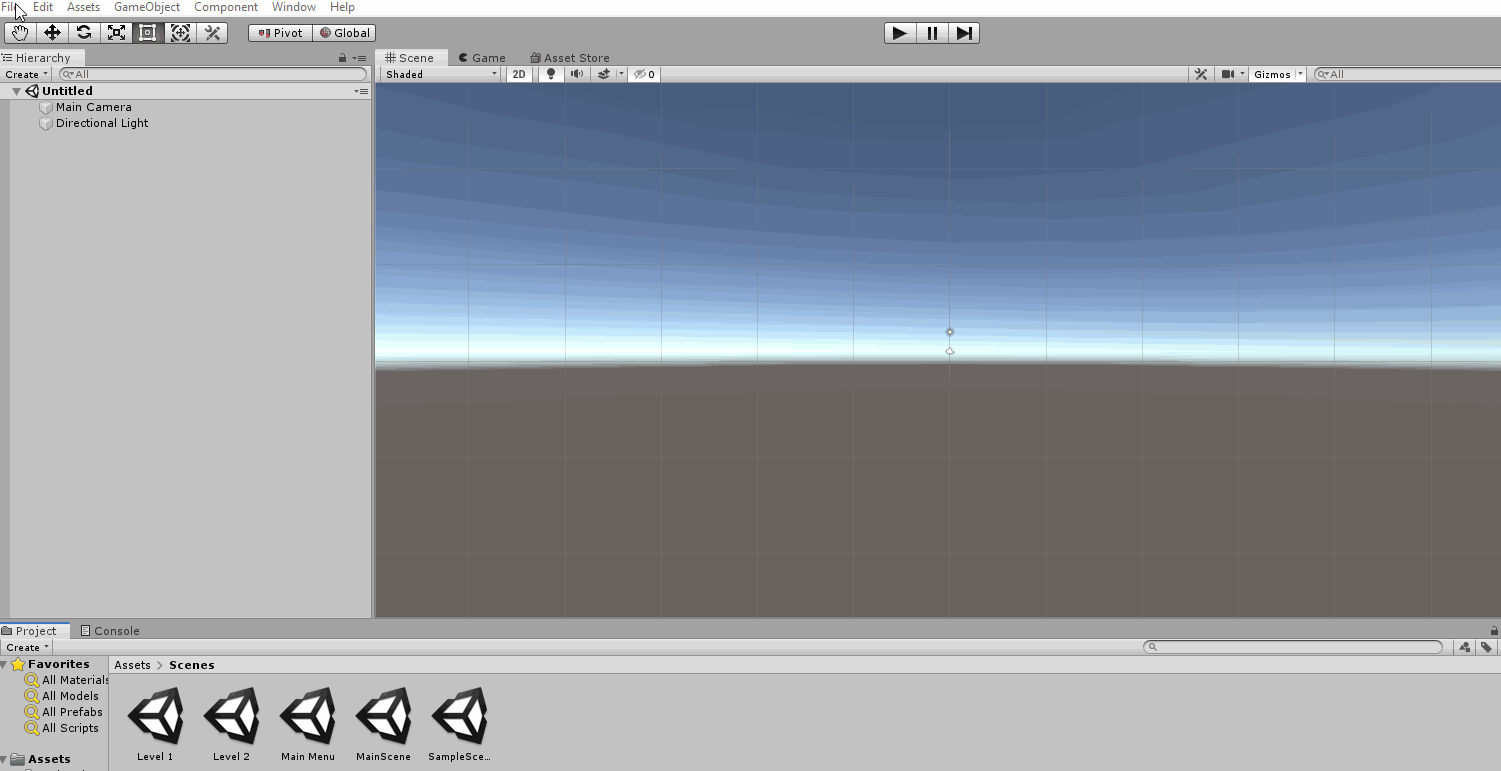 File Edit Assets GameObject Component Window Help
Pivot Global
Hierarchy Scene Game Asset Store
Create All Shaded 2D 0 Gizmos All
Untitled
Main Camera
Directional Light
Project Console
Create
Favorites Assets > Scenes
All Materials
All Models
All Prefabs
All Scripts
Level 1 Level 2 Main Menu MainScene SampleSce...
Assets